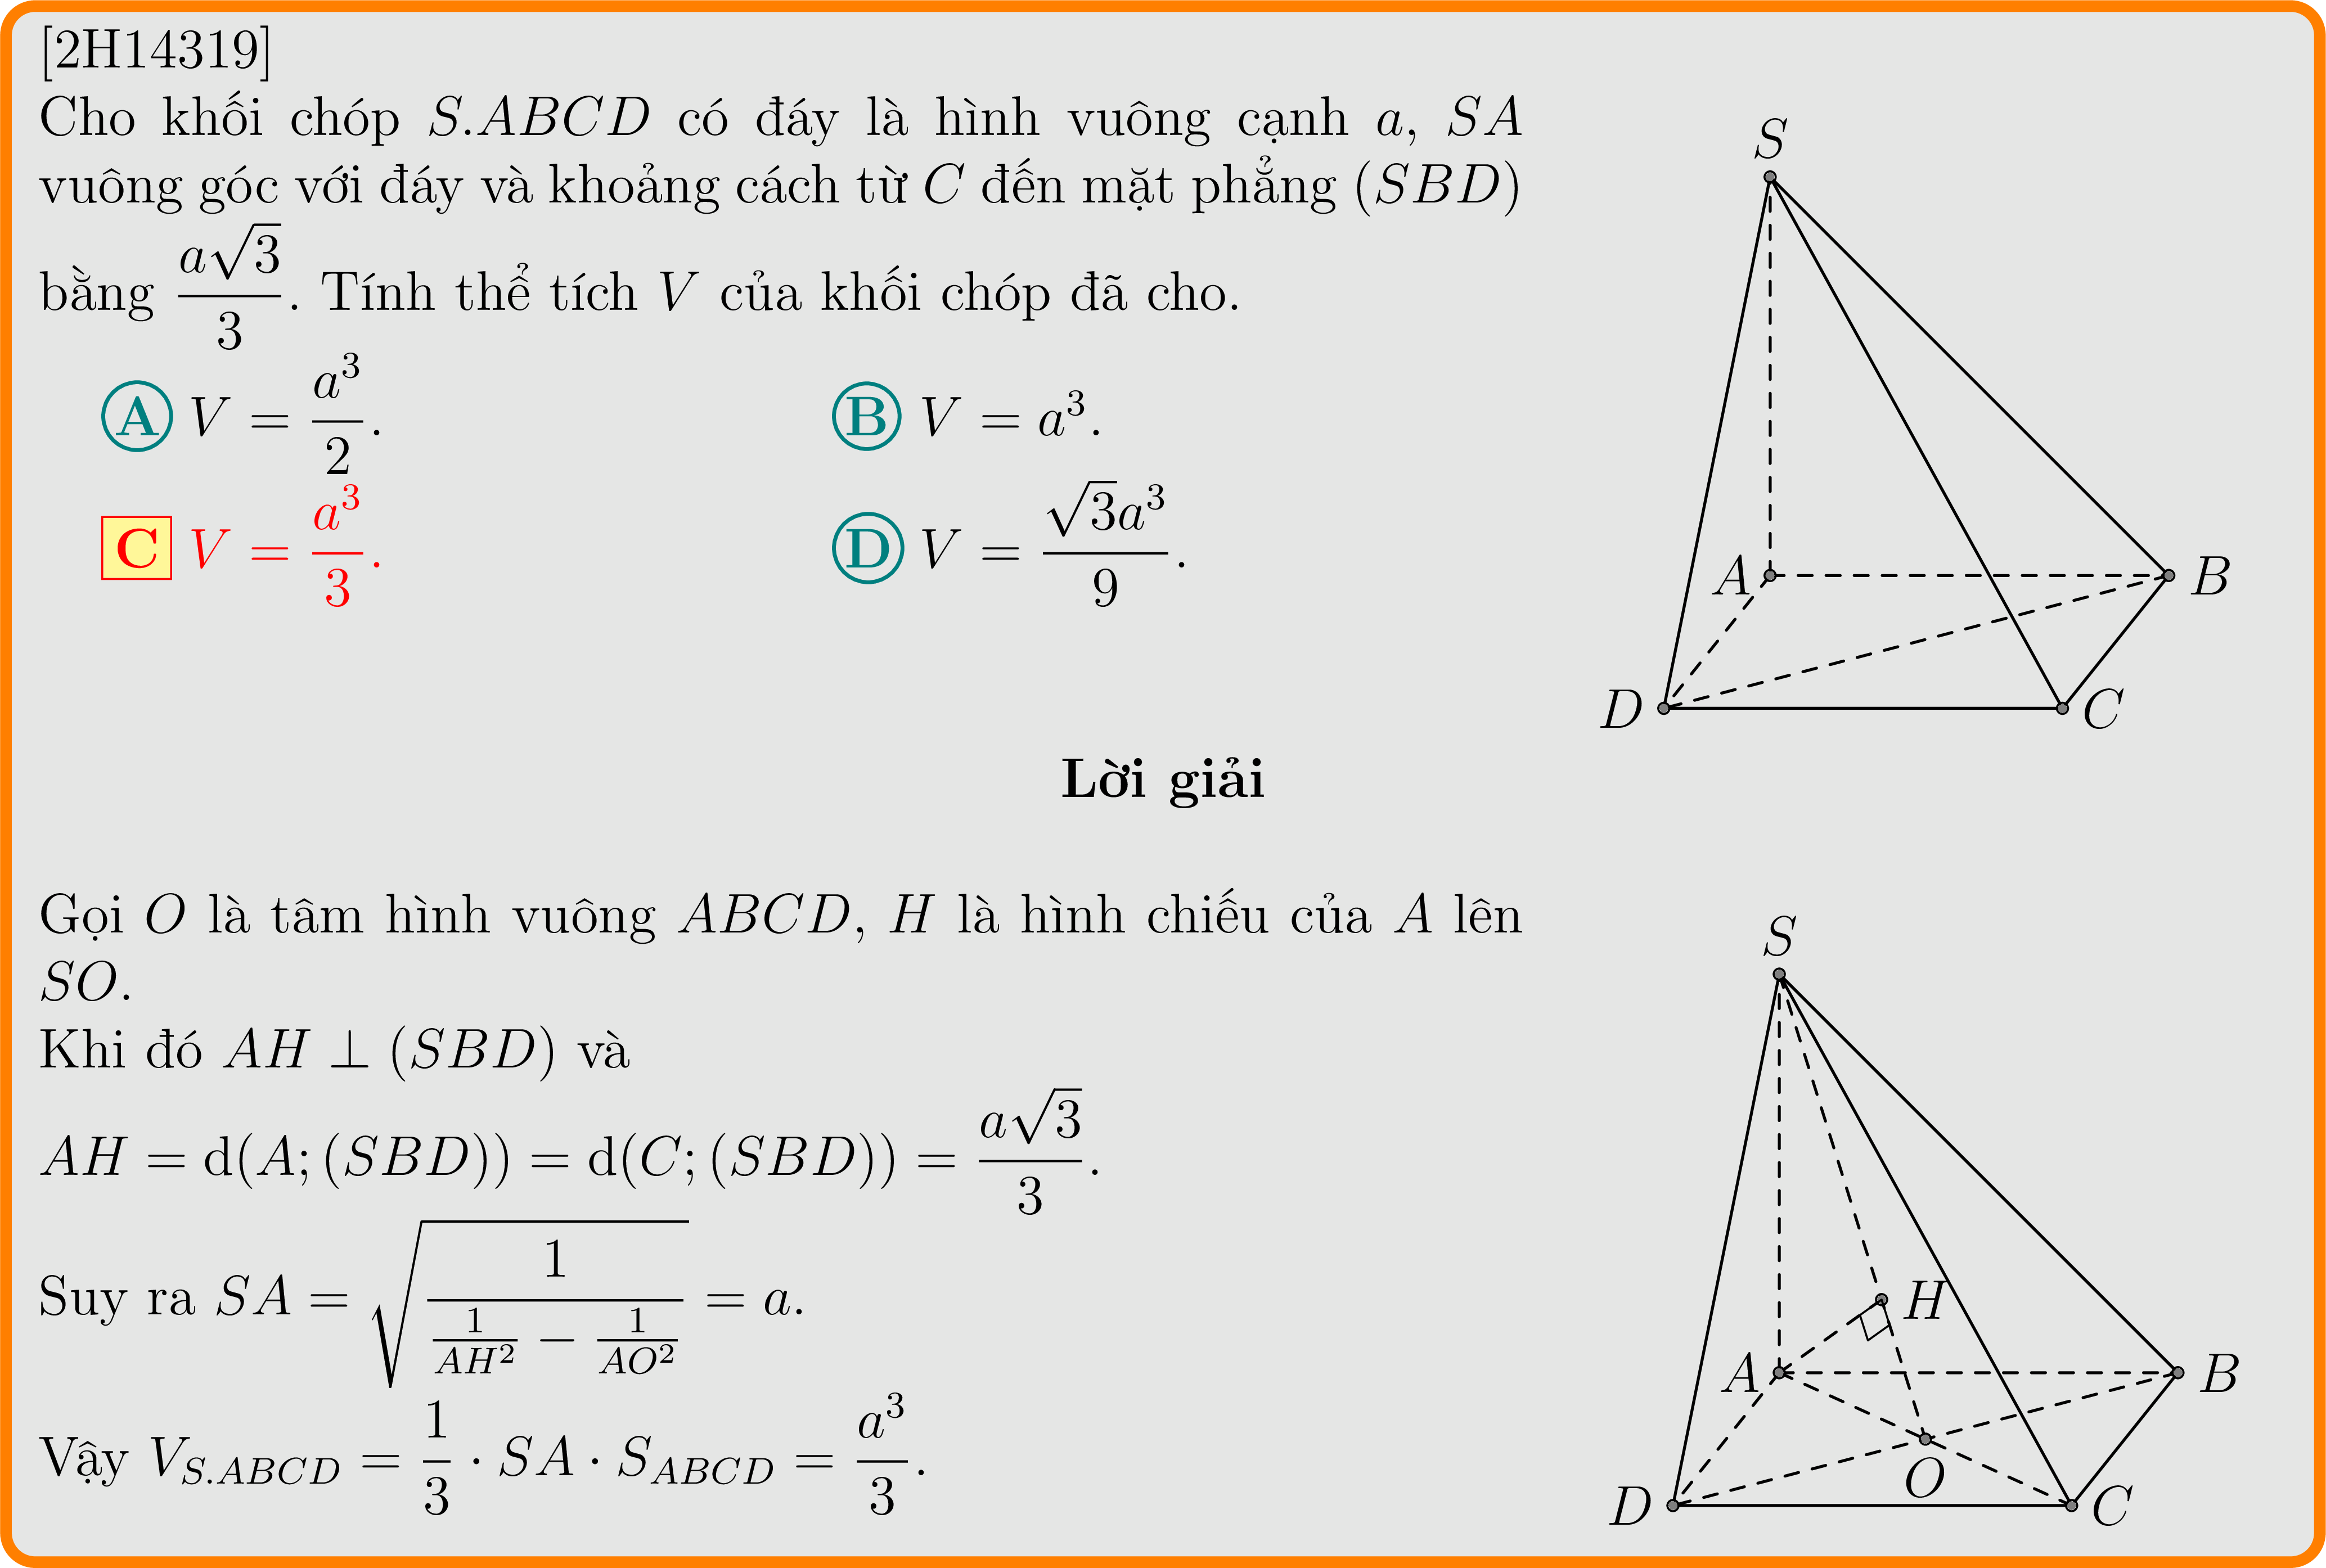 [2H14319]
Cho khối chóp S.ABCD có đáy là hình vuông cạnh a, SA
vuông góc với đáy và khoảng cách từ C đến mặt phẳng (SBD)
bằng \frac{a\sqrt{3}}{3}. Tính thể tích V của khối chóp đã cho.
A V = \frac{a^3}{2}. B V = a^3.
C V = \frac{a^3}{3}. D V = \frac{\sqrt{3}a^3}{9}.
S
A
B
D
C
Lời giải
Gọi O là tâm hình vuông ABCD, H là hình chiếu của A lên
SO.
Khi đó AH ⊥ (SBD) và
AH = d(A; (SBD)) = d(C; (SBD)) = \frac{a\sqrt{3}}{3}.
Suy ra SA = \sqrt{\frac{1}{\frac{1}{AH^2} - \frac{1}{AO^2}}} = a.
Vậy V_{S.ABCD} = \frac{1}{3} · SA · S_{ABCD} = \frac{a^3}{3}.
S
H
A
B
O
D
C